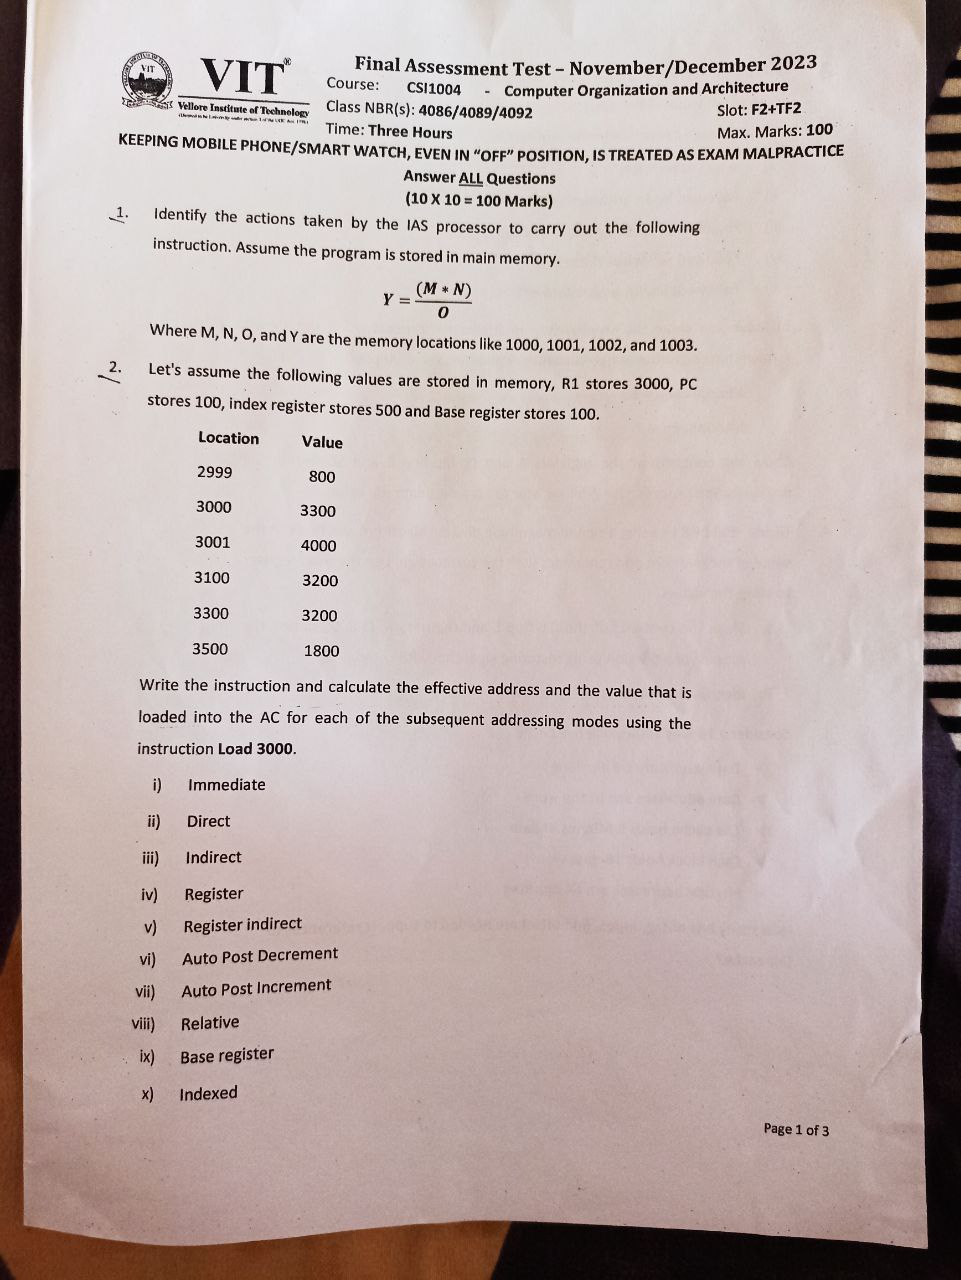 VIT
VIT®
Vellore Institute of Technology
Final Assessment Test – November/December 2023
Course: CSI1004 - Computer Organization and Architecture
Class NBR(s): 4086/4089/4092 Slot: F2+TF2
Time: Three Hours Max. Marks: 100
KEEPING MOBILE PHONE/SMART WATCH, EVEN IN “OFF” POSITION, IS TREATED AS EXAM MALPRACTICE
Answer ALL Questions
(10 X 10 = 100 Marks)
1. Identify the actions taken by the IAS processor to carry out the following
instruction. Assume the program is stored in main memory.
Y = (M * N)
O
Where M, N, O, and Y are the memory locations like 1000, 1001, 1002, and 1003.
2. Let's assume the following values are stored in memory, R1 stores 3000, PC
stores 100, index register stores 500 and Base register stores 100.
Location Value
2999 800
3000 3300
3001 4000
3100 3200
3300 3200
3500 1800
Write the instruction and calculate the effective address and the value that is
loaded into the AC for each of the subsequent addressing modes using the
instruction Load 3000.
i) Immediate
ii) Direct
iii) Indirect
iv) Register
v) Register indirect
vi) Auto Post Decrement
vii) Auto Post Increment
viii) Relative
ix) Base register
x) Indexed
Page 1 of 3